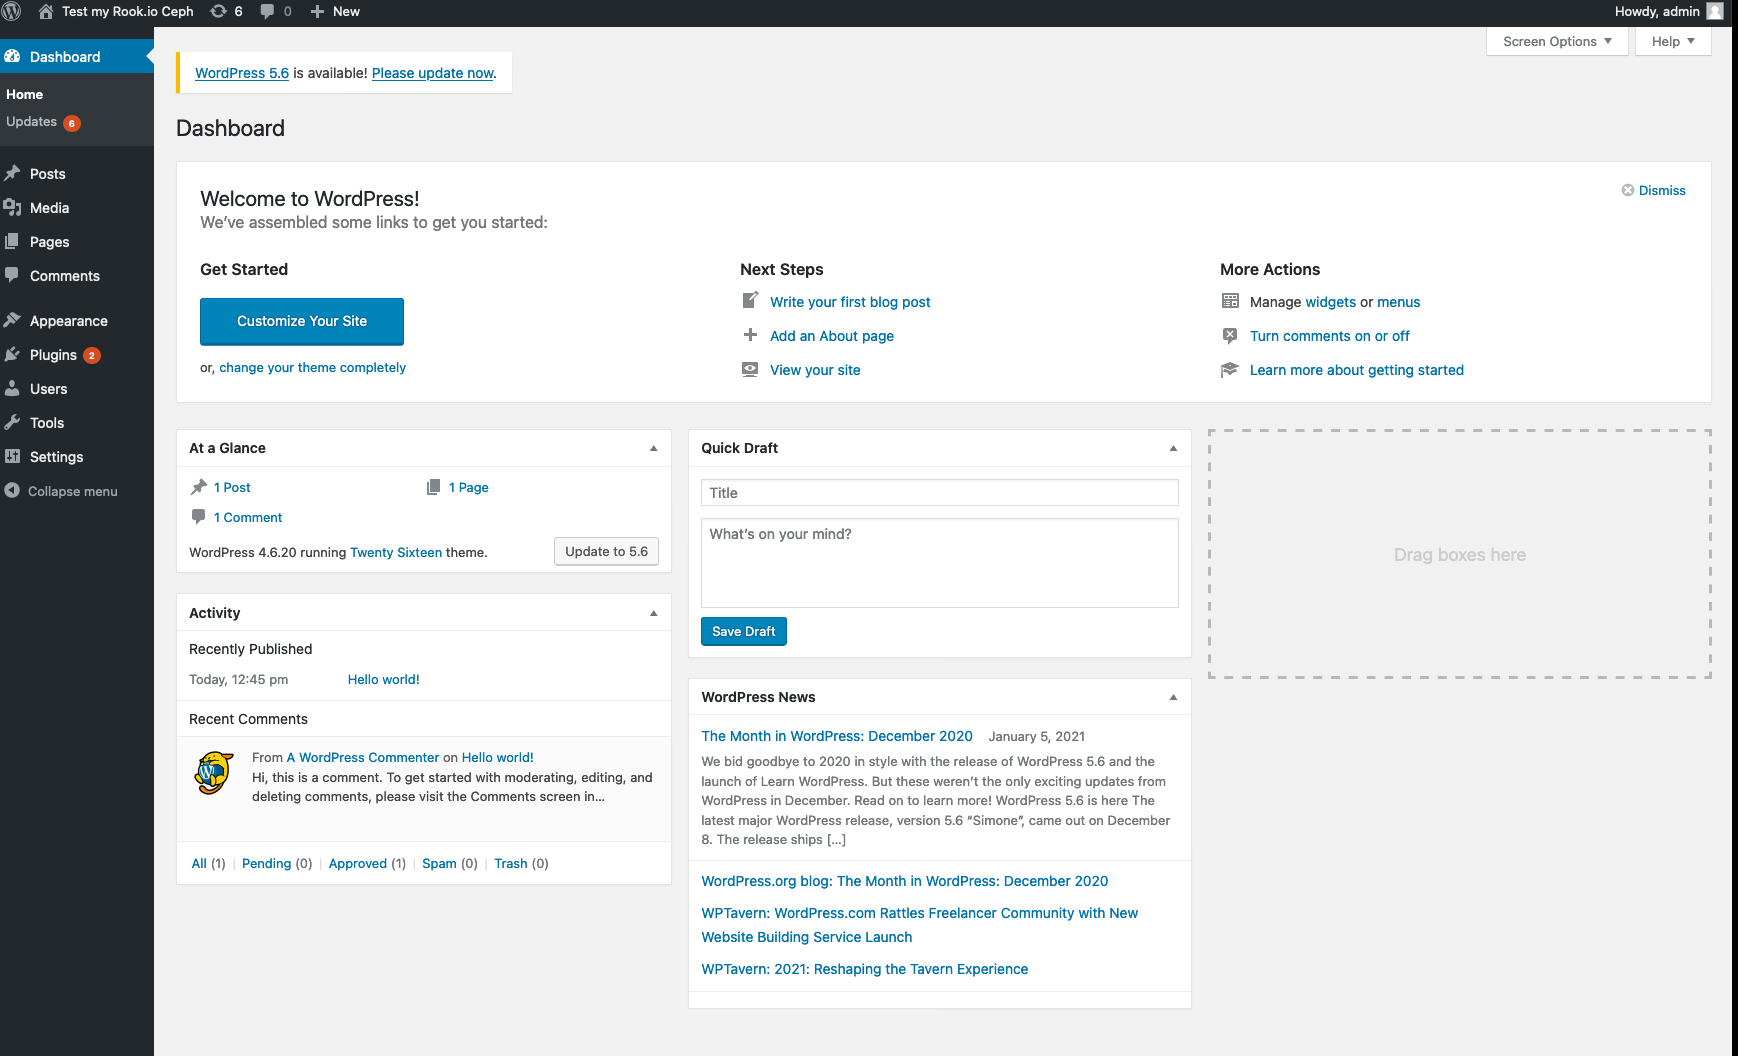 Test my Rook.io Ceph 6 0 New Howdy, admin
Dashboard
Home
Updates 6
Posts
Media
Pages
Comments
Appearance
Plugins 2
Users
Tools
Settings
Collapse menu
Screen Options Help
WordPress 5.6 is available! Please update now.
Dashboard
Welcome to WordPress!
We've assembled some links to get you started:
Dismiss
Get Started
Customize Your Site
or, change your theme completely
Next Steps
Write your first blog post
Add an About page
View your site
More Actions
Manage widgets or menus
Turn comments on or off
Learn more about getting started
At a Glance
1 Post 1 Page
1 Comment
WordPress 4.6.20 running Twenty Sixteen theme. Update to 5.6
Activity
Recently Published
Today, 12:45 pm Hello world!
Recent Comments
From A WordPress Commenter on Hello world!
Hi, this is a comment. To get started with moderating, editing, and
deleting comments, please visit the Comments screen in...
All (1) | Pending (0) | Approved (1) | Spam (0) | Trash (0)
Quick Draft
Title
What's on your mind?
Save Draft
WordPress News
The Month in WordPress: December 2020 January 5, 2021
We bid goodbye to 2020 in style with the release of WordPress 5.6 and the
launch of Learn WordPress. But these weren't the only exciting updates from
WordPress in December. Read on to learn more! WordPress 5.6 is here The
latest major WordPress release, version 5.6 “Simone”, came out on December
8. The release ships [...]
WordPress.org blog: The Month in WordPress: December 2020
WPTavern: WordPress.com Rattles Freelancer Community with New
Website Building Service Launch
WPTavern: 2021: Reshaping the Tavern Experience
Drag boxes here